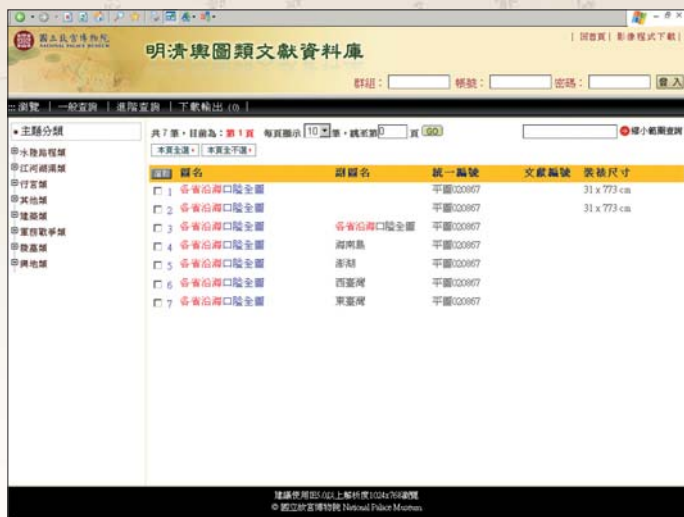 國立故宮博物院
NATIONAL PALACE MUSEUM
明清輿圖類文獻資料庫
| 回首頁 | 影像程式下載 |
群組： 帳號： 密碼： 登入
:::瀏覽 | 一般查詢 | 進階查詢 | 下載輸出 (0) |
主題分類
水陸路程類
江河湖渠類
行宮類
其他類
建築類
軍務戰爭類
陵墓類
輿地類
共 7 筆，目前為：第 1 頁 每頁顯示 10 筆，跳至第 0 頁 GO 縮小範圍查詢
本頁全選 本頁全不選
選取 圖名 副圖名 統一編號 文獻編號 裝裱尺寸
1 各省沿海口隘全圖 平圖020867 31 x 773 cm
2 各省沿海口隘全圖 平圖020867 31 x 773 cm
3 各省沿海口隘全圖 各省沿海口隘全圖 平圖020867
4 各省沿海口隘全圖 海南島 平圖020867
5 各省沿海口隘全圖 澎湖 平圖020867
6 各省沿海口隘全圖 西臺灣 平圖020867
7 各省沿海口隘全圖 東臺灣 平圖020867
建議使用IE5.0以上解析度1024x768瀏覽
© 國立故宮博物院 National Palace Museum